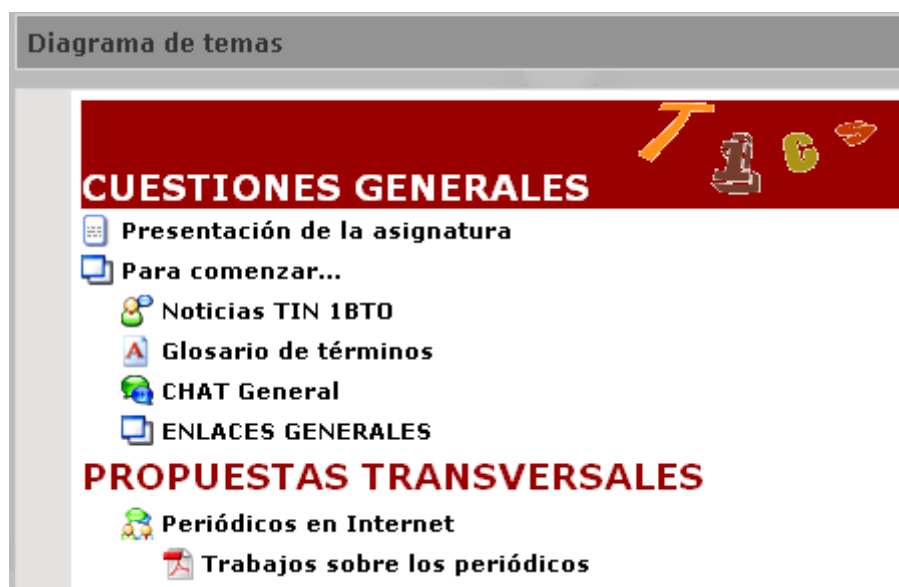 Diagrama de temas
T1Cs
CUESTIONES GENERALES
Presentación de la asignatura
Para comenzar...
Noticias TIN 1BTO
Glosario de términos
CHAT General
ENLACES GENERALES
PROPUESTAS TRANSVERSALES
Periódicos en Internet
Trabajos sobre los periódicos